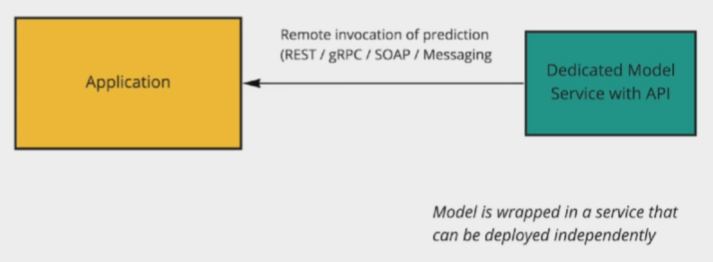 Application
Remote invocation of prediction
(REST / gRPC / SOAP / Messaging
Dedicated Model
Service with API
Model is wrapped in a service that
can be deployed independently